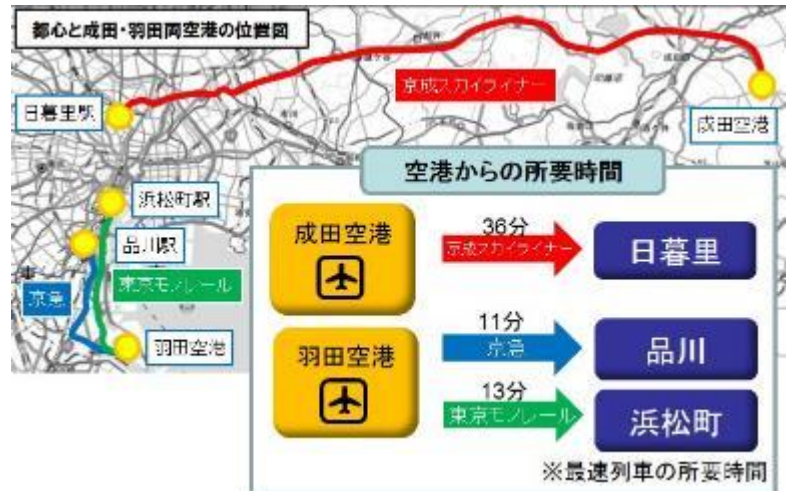 都心と成田・羽田両空港の位置図
京成スカイライナー
日暮里駅
成田空港
浜松町駅
品川駅
京急
東京モノレール
羽田空港
空港からの所要時間
成田空港
36分
京成スカイライナー
日暮里
羽田空港
11分
京急
品川
13分
東京モノレール
浜松町
※最速列車の所要時間